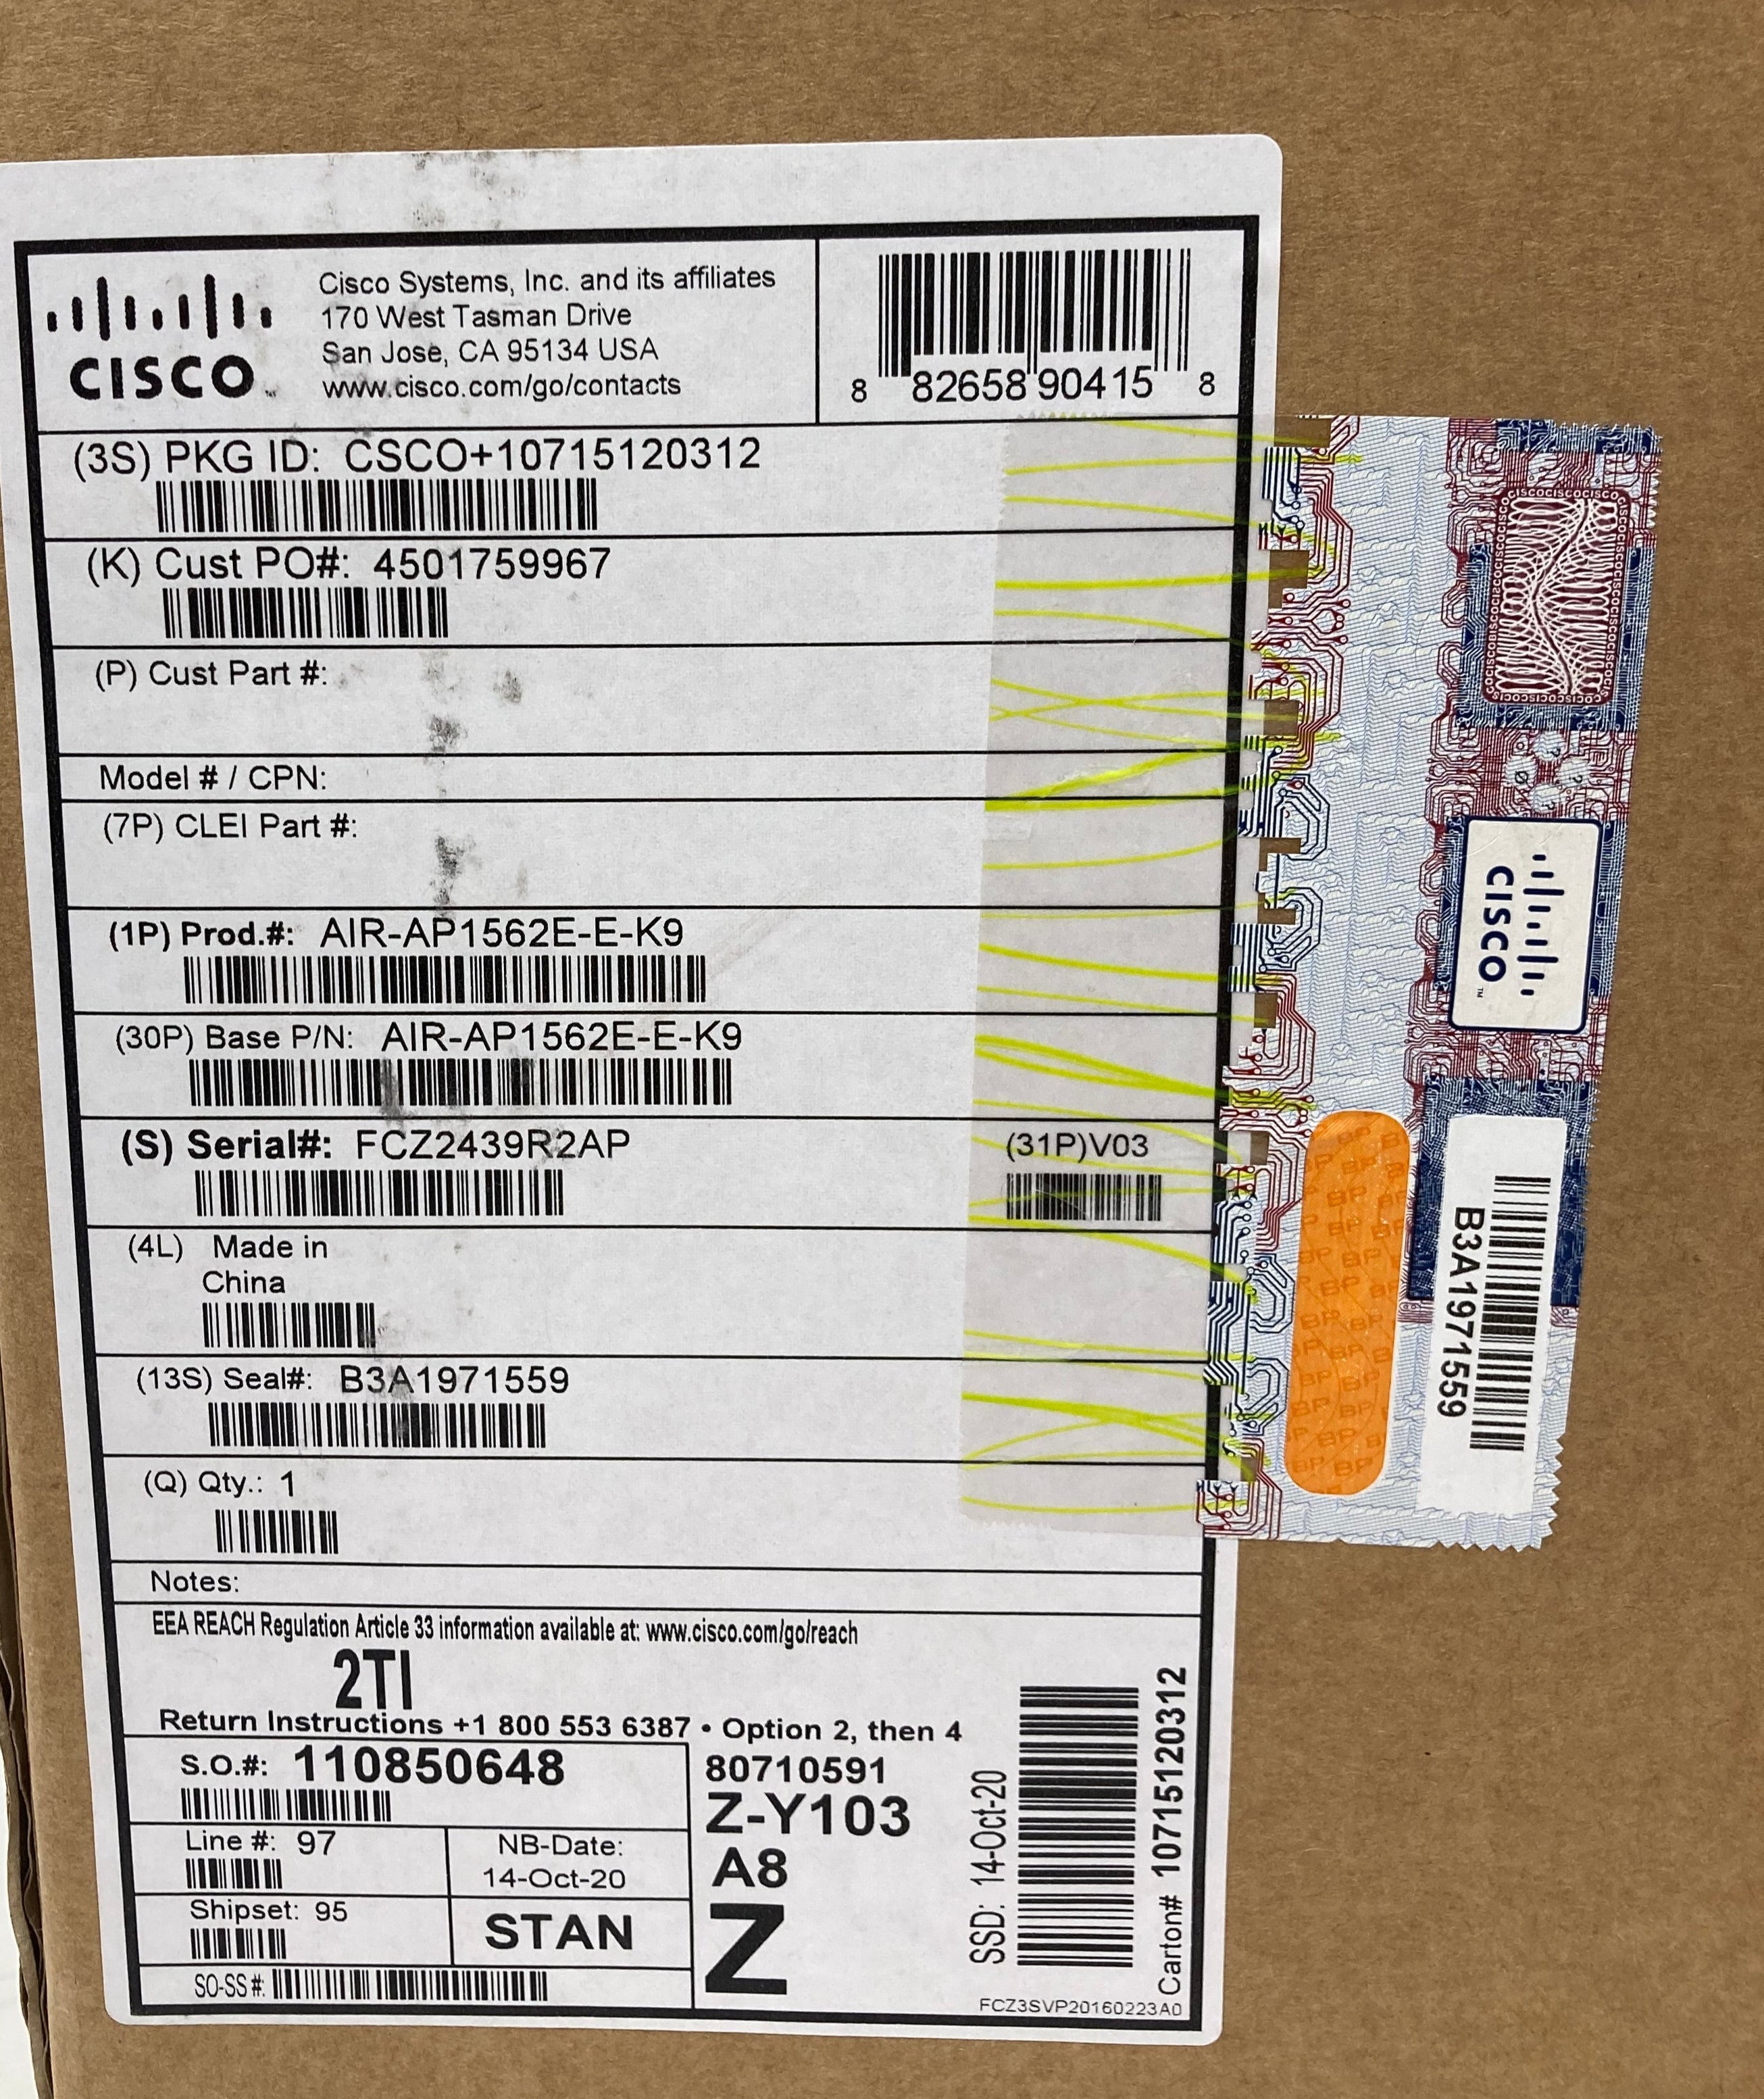 CISCO
Cisco Systems, Inc. and its affiliates
170 West Tasman Drive
San Jose, CA 95134 USA
www.cisco.com/go/contacts
8 82658 90415 8
(3S) PKG ID: CSCO+10715120312
(K) Cust PO#: 4501759967
(P) Cust Part #:
Model # / CPN:
(7P) CLEI Part #:
(1P) Prod.#: AIR-AP1562E-E-K9
(30P) Base P/N: AIR-AP1562E-E-K9
(S) Serial#: FCZ2439R2AP
(31P)V03
(4L) Made in
China
(13S) Seal#: B3A1971559
(Q) Qty.: 1
Notes:
EEA REACH Regulation Article 33 information available at: www.cisco.com/go/reach
2TI
Return Instructions +1 800 553 6387 • Option 2, then 4
S.O.#: 110850648
Line #: 97
NB-Date:
14-Oct-20
Shipset: 95
STAN
SO-SS#:
80710591
Z-Y103
A8
Z
SSD: 14-Oct-20
Carton# 10715120312
FCZ3SVP20160223A0
CISCO™
B3A1971559